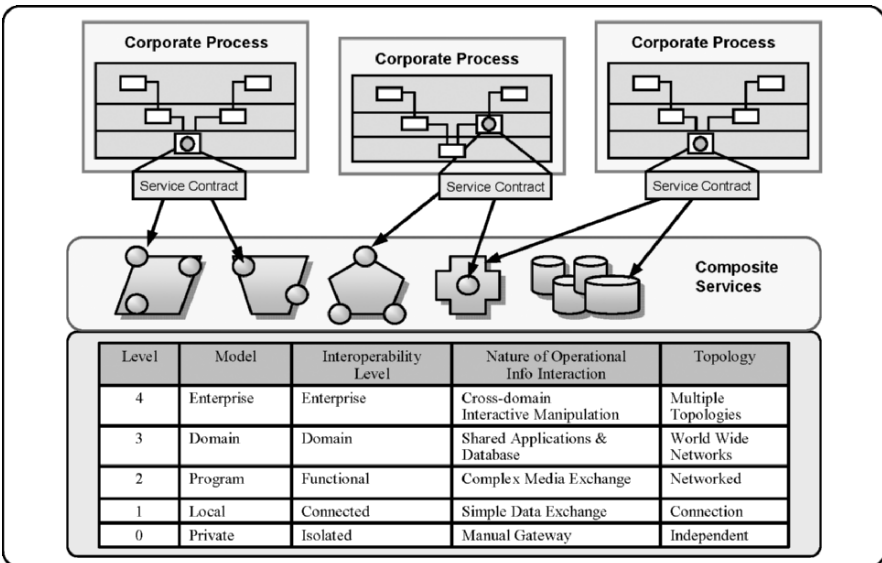 Corporate Process
Corporate Process
Corporate Process
Service Contract
Service Contract
Service Contract
Composite
Services
Level Model Interoperability Level Nature of Operational Info Interaction Topology
4 Enterprise Enterprise Cross-domain Interactive Manipulation Multiple Topologies
3 Domain Domain Shared Applications & Database World Wide Networks
2 Program Functional Complex Media Exchange Networked
1 Local Connected Simple Data Exchange Connection
0 Private Isolated Manual Gateway Independent